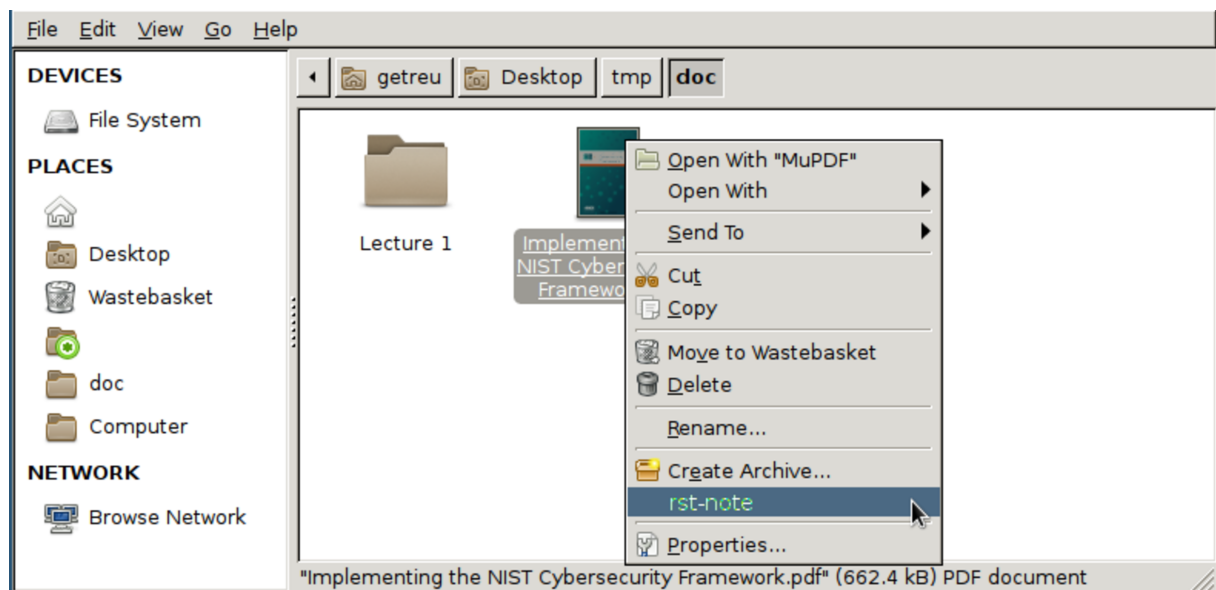 File Edit View Go Help
DEVICES
File System
PLACES
Desktop
Wastebasket
doc
Computer
NETWORK
Browse Network
getreu Desktop tmp doc
Lecture 1
Implemen
NIST Cyber
Framewo
Open With "MuPDF"
Open With
Send To
Cut
Copy
Move to Wastebasket
Delete
Rename...
Create Archive...
rst-note
Properties...
"Implementing the NIST Cybersecurity Framework.pdf" (662.4 kB) PDF document